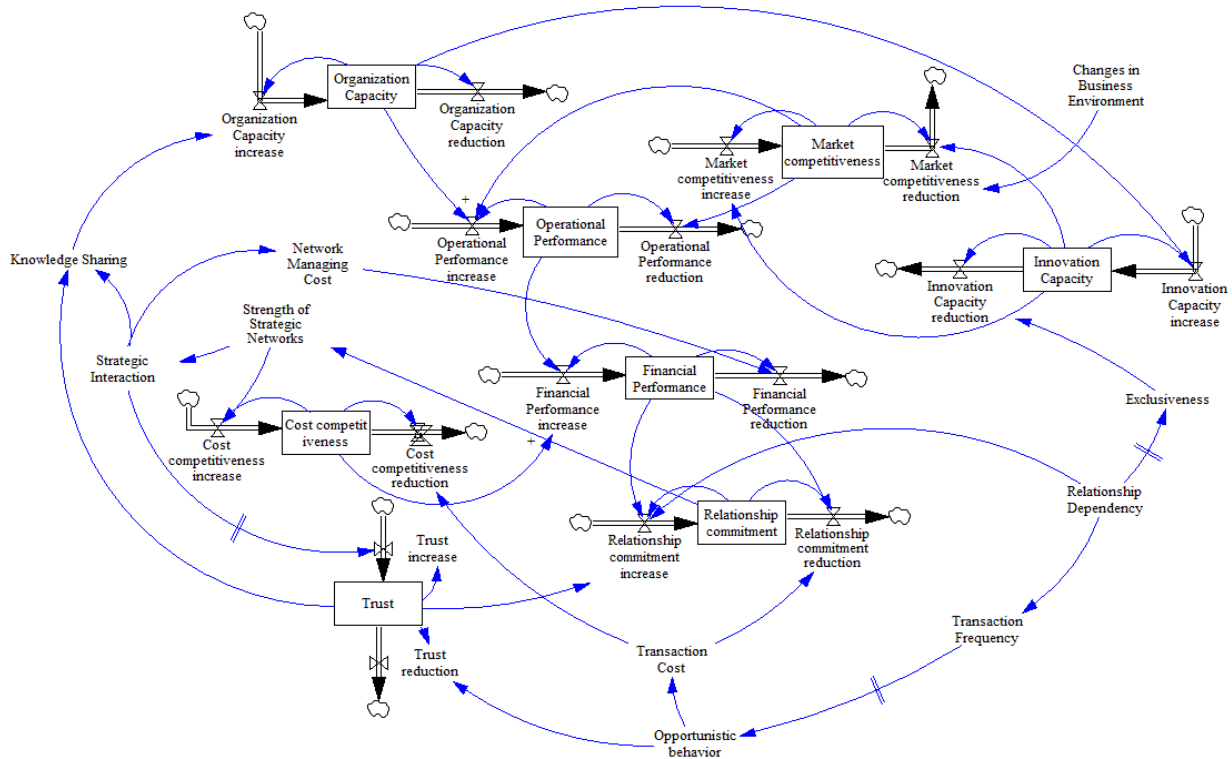 Organization
Capacity
Organization
Capacity
increase
Organization
Capacity
reduction
Changes in
Business
Environment
Market
competitiveness
Market
competitiveness
increase
Market
competitiveness
reduction
+
Operational
Performance
Operational
Performance
increase
Operational
Performance
reduction
Knowledge Sharing
Network
Managing
Cost
Innovation
Capacity
Innovation
Capacity
reduction
Innovation
Capacity
increase
Strength of
Strategic
Networks
Strategic
Interaction
Financial
Performance
Financial
Performance
increase
Financial
Performance
reduction
Exclusiveness
Cost competit
iveness
Cost
competitiveness
increase
Cost
competitiveness
reduction
+
Relationship
Dependency
Relationship
commitment
Relationship
commitment
increase
Relationship
commitment
reduction
Trust
increase
Trust
Trust
reduction
Transaction
Cost
Transaction
Frequency
Opportunistic
behavior